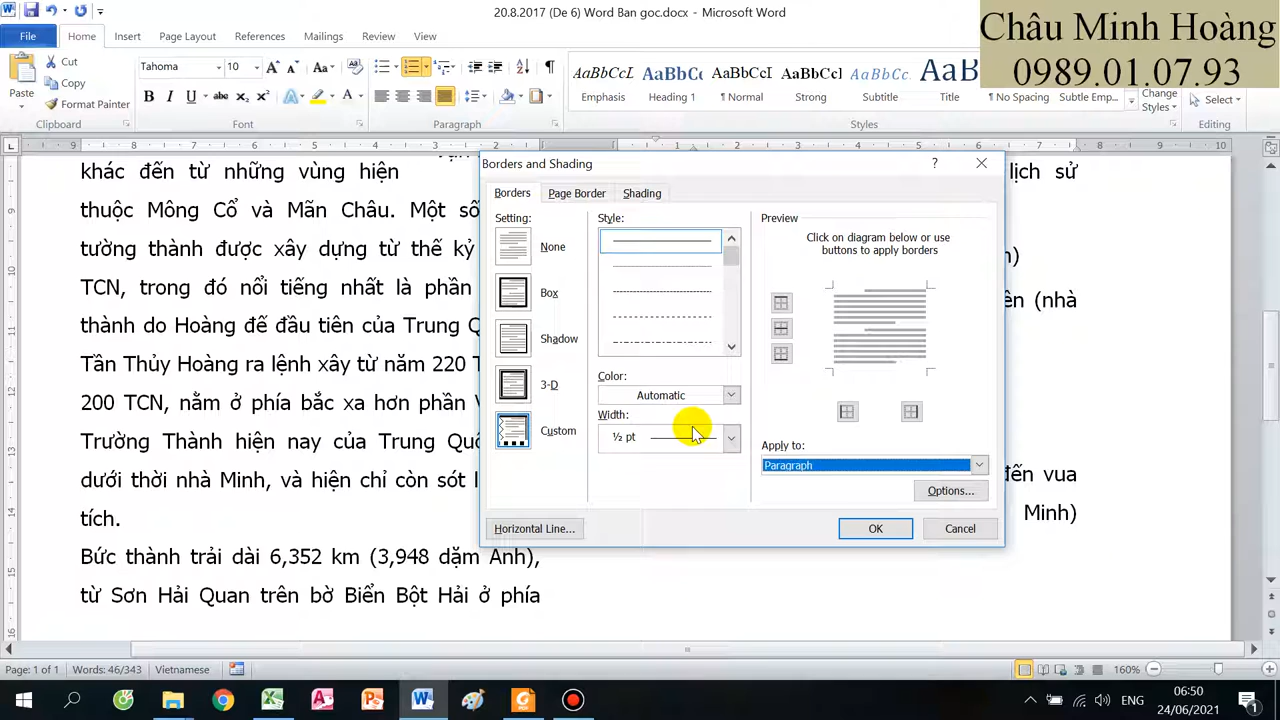 20.8.2017 (De 6) Word Ban goc.docx - Microsoft Word
Châu Minh Hoàng
0989.01.07.93
File Home Insert Page Layout References Mailings Review View
Paste
Cut
Copy
Format Painter
Clipboard
Tahoma 10
B I U abc x₂ x²
Font
Paragraph
AaBbCcI Emphasis
AaBbCc Heading 1
AaBbCcI ¶ Normal
AaBbCcl Strong
AaBbCc. Subtitle
AaB Title
¶ No Spacing
Subtle Emp...
Change Styles
Styles
Select
Editing
khác đến từ những vùng hiện
thuộc Mông Cổ và Mãn Châu. Một số
tường thành được xây dựng từ thế kỷ
TCN, trong đó nổi tiếng nhất là phần
thành do Hoàng đế đầu tiên của Trung Q
Tần Thủy Hoàng ra lệnh xây từ năm 220 T
200 TCN, nằm ở phía bắc xa hơn phần V
Trường Thành hiện nay của Trung Quố
dưới thời nhà Minh, và hiện chỉ còn sót l
tích.
Bức thành trải dài 6,352 km (3,948 dặm Anh),
từ Sơn Hải Quan trên bờ Biển Bột Hải ở phía
lịch sử
ên (nhà
đến vua
Minh)
Borders and Shading
Borders Page Border Shading
Setting:
None
Box
Shadow
3-D
Custom
Style:
Color:
Automatic
Width:
½ pt
Preview
Click on diagram below or use
buttons to apply borders
Apply to:
Paragraph
Options...
Horizontal Line...
OK
Cancel
Page: 1 of 1 Words: 46/343 Vietnamese 160%
ENG
06:50
24/06/2021